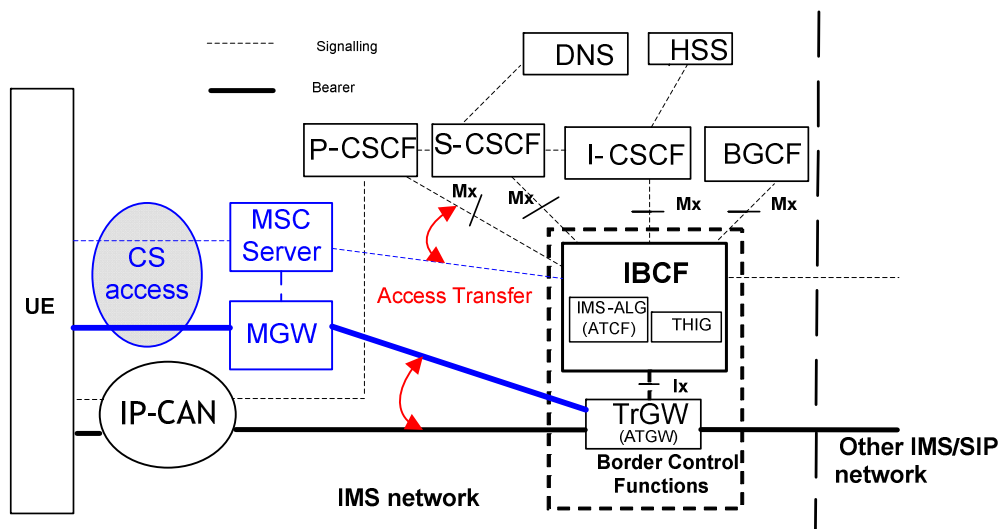 Signalling
Bearer
DNS
HSS
P-CSCF
S-CSCF
I-CSCF
BGCF
Mx
Mx
Mx
Mx
MSC
Server
CS
access
Access Transfer
IBCF
IMS-ALG
(ATCF)
THIG
UE
MGW
Ix
IP-CAN
TrGW
(ATGW)
Border Control
Functions
Other IMS/SIP
network
IMS network